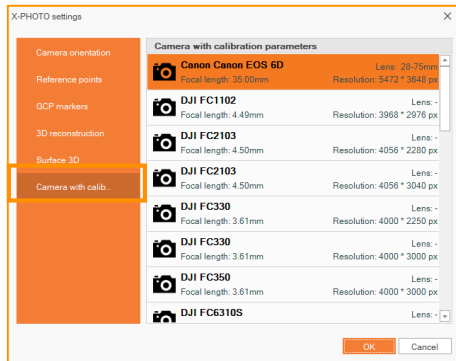 X-PHOTO settings
Camera orientation
Reference points
GCP markers
3D reconstruction
Surface 3D
Camera with calib..
Camera with calibration parameters
Canon Canon EOS 6D
Lens: 28-75mm
Focal length: 35.00mm
Resolution: 5472 * 3648 px
DJI FC1102
Lens: -
Focal length: 4.49mm
Resolution: 3968 * 2976 px
DJI FC2103
Lens: -
Focal length: 4.50mm
Resolution: 4056 * 2280 px
DJI FC2103
Lens: -
Focal length: 4.50mm
Resolution: 4056 * 3040 px
DJI FC330
Lens: -
Focal length: 3.61mm
Resolution: 4000 * 2250 px
DJI FC330
Lens: -
Focal length: 3.61mm
Resolution: 4000 * 3000 px
DJI FC350
Lens: -
Focal length: 3.61mm
Resolution: 4000 * 3000 px
DJI FC6310S
Lens: -
OK
Cancel